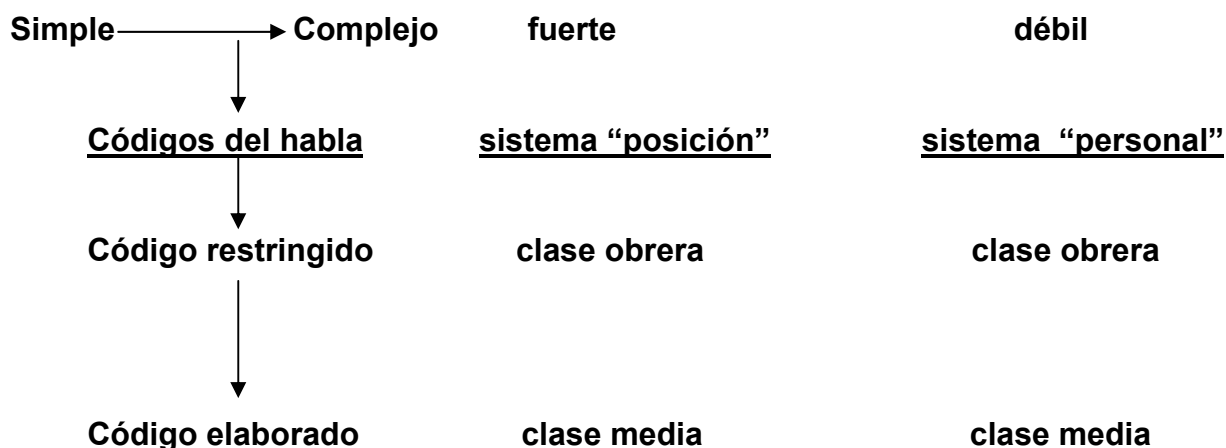 Simple Complejo fuerte débil
Códigos del habla sistema “posición” sistema “personal”
Código restringido clase obrera clase obrera
Código elaborado clase media clase media